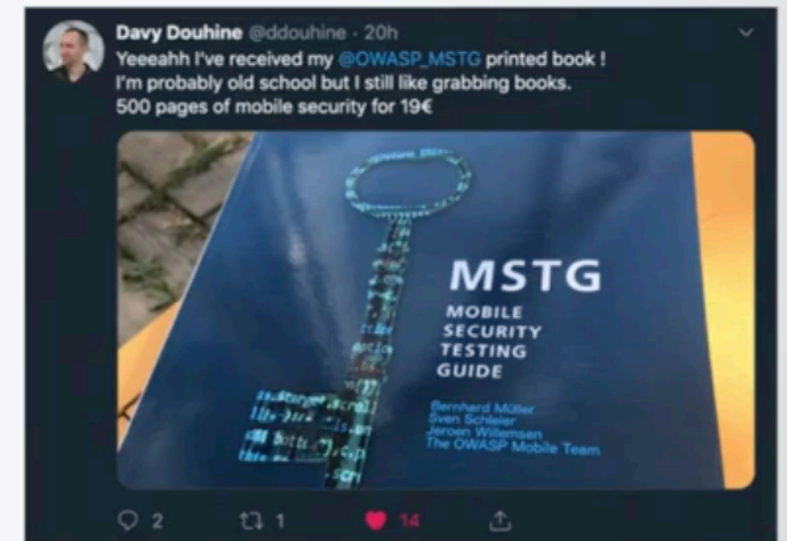 Davy Douhine @ddouhine · 20h
Yeeeahh I've received my @OWASP_MSTG printed book !
I'm probably old school but I still like grabbing books.
500 pages of mobile security for 19€
MSTG
MOBILE
SECURITY
TESTING
GUIDE
Bernhard Müller
Sven Schleier
Jeroen Willemsen
The OWASP Mobile Team
2 1 14